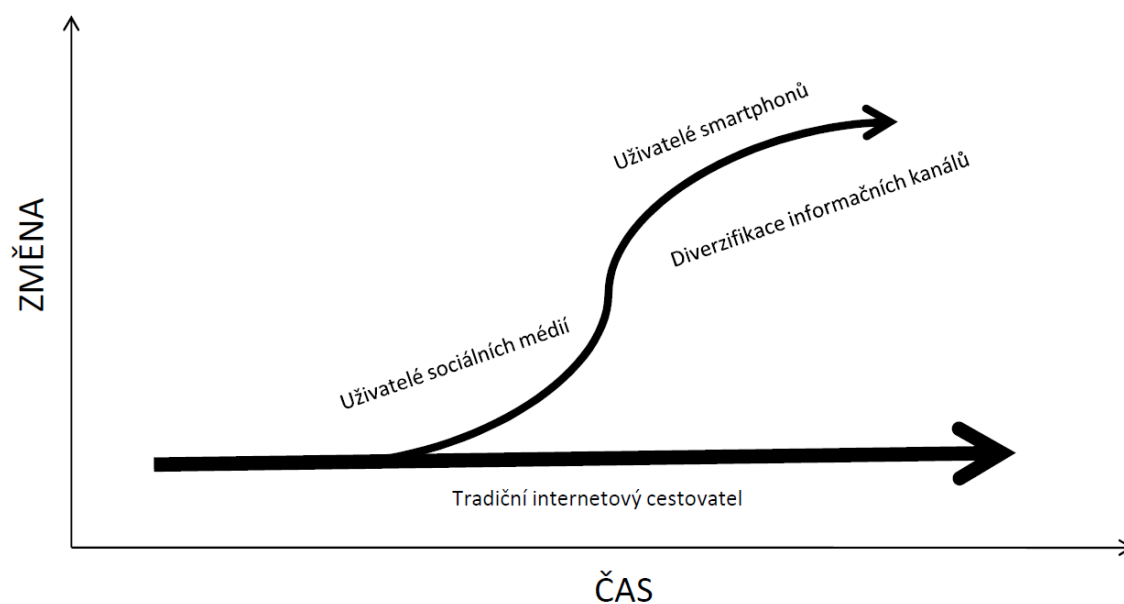 Uživatelé smartphonů
Diverzifikace informačních kanálů
ZMĚNA
Uživatelé sociálních médií
Tradiční internetový cestovatel
ČAS